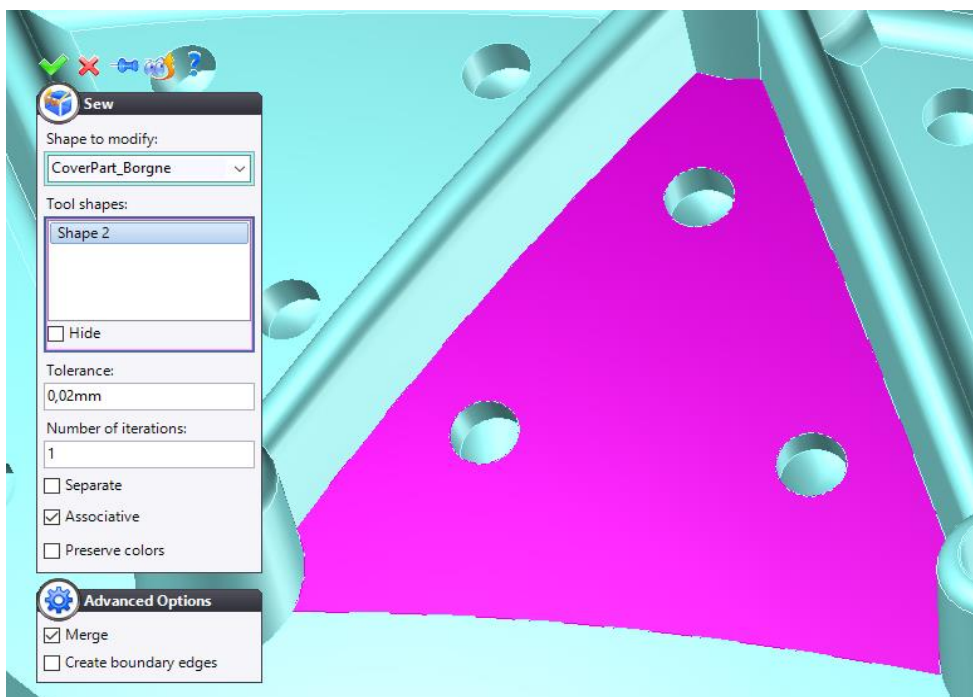 Sew
Shape to modify:
CoverPart_Borgne
Tool shapes:
Shape 2
Hide
Tolerance:
0,02mm
Number of iterations:
1
Separate
Associative
Preserve colors
Advanced Options
Merge
Create boundary edges